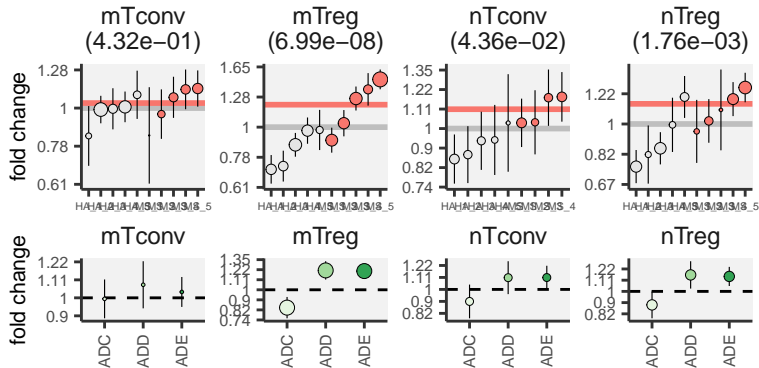 mTconv
(4.32e−01)
mTreg
(6.99e−08)
nTconv
(4.36e−02)
nTreg
(1.76e−03)
fold change
1.28
1
0.78
0.61
1.65
1.28
1
0.78
0.61
1.35
1.22
1.11
1
0.9
0.82
0.74
1.22
1
0.82
0.67
mTconv
mTreg
nTconv
nTreg
fold change
1.22
1.11
1
0.9
1.35
1.22
1.11
1
0.9
0.82
0.74
1.22
1.11
1
0.9
0.82
1.22
1.11
1
0.9
0.82
ADC
ADD
ADE
ADC
ADD
ADE
ADC
ADD
ADE
ADC
ADD
ADE